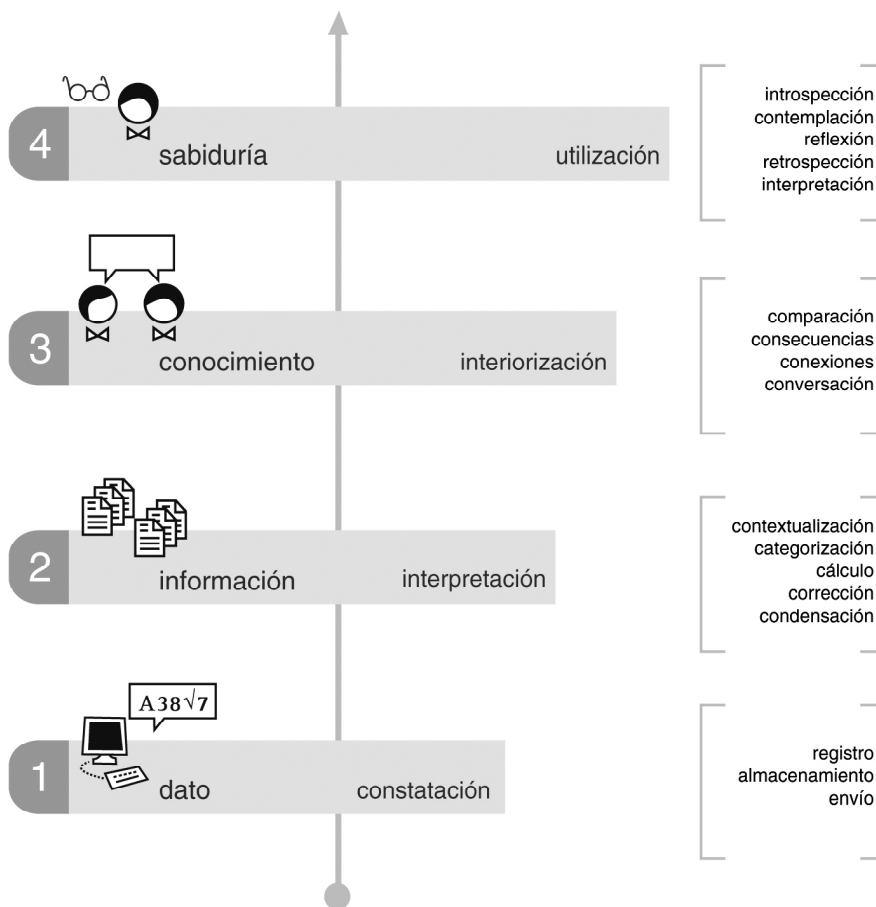 4
sabiduría
utilización
introspección
contemplación
reflexión
retrospección
interpretación
3
conocimiento
interiorización
comparación
consecuencias
conexiones
conversación
2
información
interpretación
contextualización
categorización
cálculo
corrección
condensación
A38√7
1
dato
constatación
registro
almacenamiento
envío